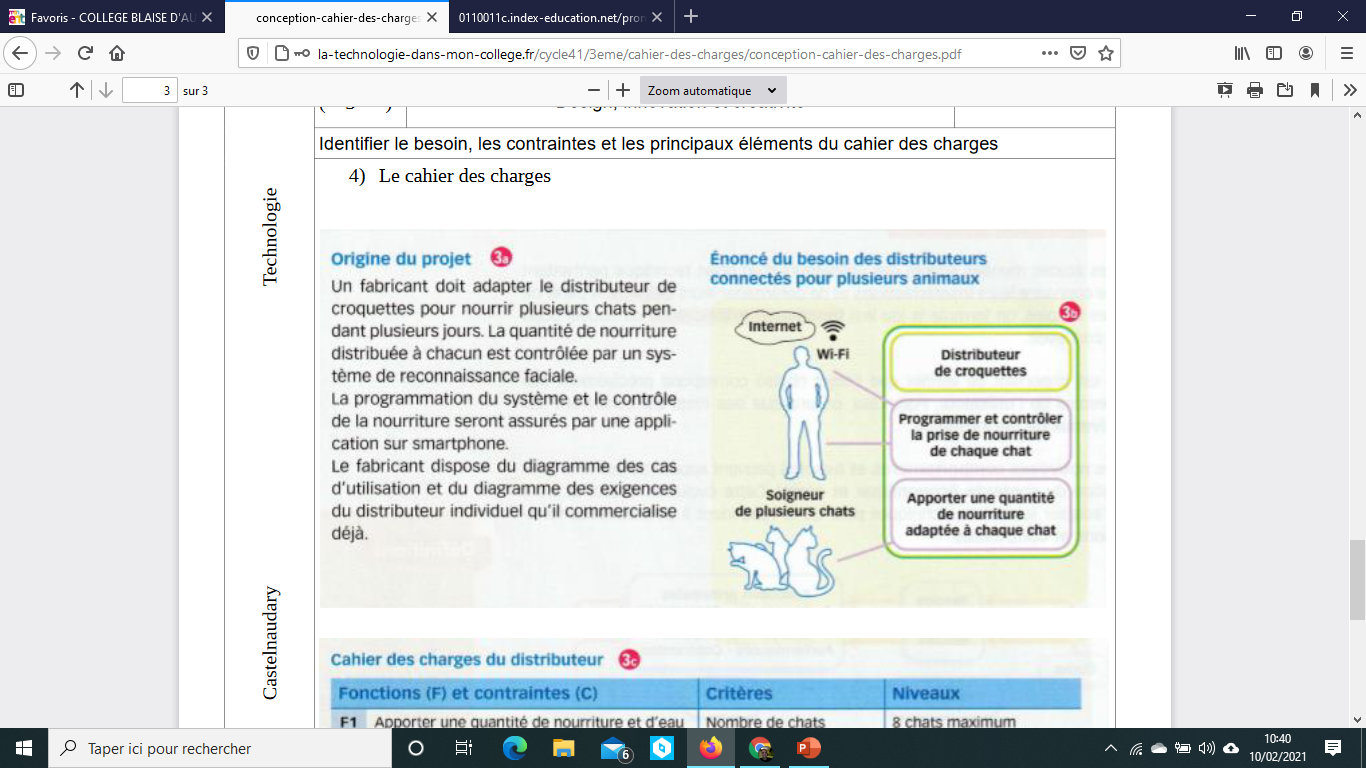 Favoris - COLLEGE BLAISE D'AU
conception-cahier-des-charges
0110011c.index-education.net/pron
la-technologie-dans-mon-college.fr/cycle41/3eme/cahier-des-charges/conception-cahier-des-charges.pdf
3 sur 3
Zoom automatique
Identifier le besoin, les contraintes et les principaux éléments du cahier des charges
4) Le cahier des charges
Technologie
Castelnaudary
Origine du projet 3a
Un fabricant doit adapter le distributeur de
croquettes pour nourrir plusieurs chats pen-
dant plusieurs jours. La quantité de nourriture
distribuée à chacun est contrôlée par un sys-
tème de reconnaissance faciale.
La programmation du système et le contrôle
de la nourriture seront assurés par une appli-
cation sur smartphone.
Le fabricant dispose du diagramme des cas
d'utilisation et du diagramme des exigences
du distributeur individuel qu'il commercialise
déjà.
Énoncé du besoin des distributeurs
connectés pour plusieurs animaux
3b
Internet
Wi-Fi
Distributeur
de croquettes
Programmer et contrôler
la prise de nourriture
de chaque chat
Soigneur
de plusieurs chats
Apporter une quantité
de nourriture
adaptée à chaque chat
Cahier des charges du distributeur 3c
Fonctions (F) et contraintes (C) Critères Niveaux
F1 Apporter une quantité de nourriture et d'eau Nombre de chats 8 chats maximum
Taper ici pour rechercher
6
10:40
10/02/2021